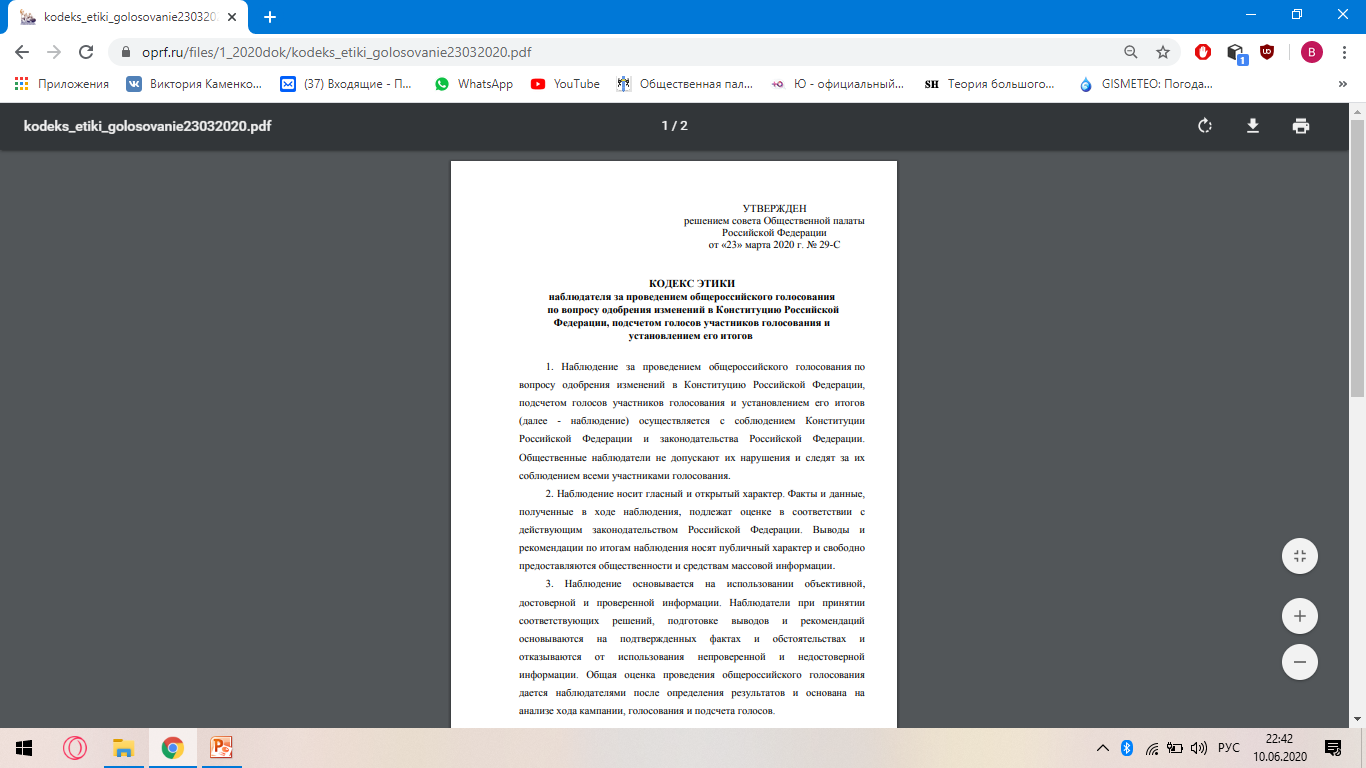 kodeks_etiki_golosovanie230320
oprf.ru/files/1_2020dok/kodeks_etiki_golosovanie23032020.pdf
1
UD
B
Приложения
Виктория Каменко...
(37) Входящие - П...
WhatsApp
YouTube
Общественная пал...
Ю - официальный...
SH Теория большого...
GISMETEO: Погода...
»
kodeks_etiki_golosovanie23032020.pdf
1 / 2
УТВЕРЖДЕН
решением совета Общественной палаты
Российской Федерации
от «23» марта 2020 г. № 29-С
КОДЕКС ЭТИКИ
наблюдателя за проведением общероссийского голосования
по вопросу одобрения изменений в Конституцию Российской
Федерации, подсчетом голосов участников голосования и
установлением его итогов
1. Наблюдение за проведением общероссийского голосования по
вопросу одобрения изменений в Конституцию Российской Федерации,
подсчетом голосов участников голосования и установлением его итогов
(далее - наблюдение) осуществляется с соблюдением Конституции
Российской Федерации и законодательства Российской Федерации.
Общественные наблюдатели не допускают их нарушения и следят за их
соблюдением всеми участниками голосования.
2. Наблюдение носит гласный и открытый характер. Факты и данные,
полученные в ходе наблюдения, подлежат оценке в соответствии с
действующим законодательством Российской Федерации. Выводы и
рекомендации по итогам наблюдения носят публичный характер и свободно
предоставляются общественности и средствам массовой информации.
3. Наблюдение основывается на использовании объективной,
достоверной и проверенной информации. Наблюдатели при принятии
соответствующих решений, подготовке выводов и рекомендаций
основываются на подтвержденных фактах и обстоятельствах и
отказываются от использования непроверенной и недостоверной
информации. Общая оценка проведения общероссийского голосования
дается наблюдателями после определения результатов и основана на
анализе хода кампании, голосования и подсчета голосов.
РУС
22:42
10.06.2020